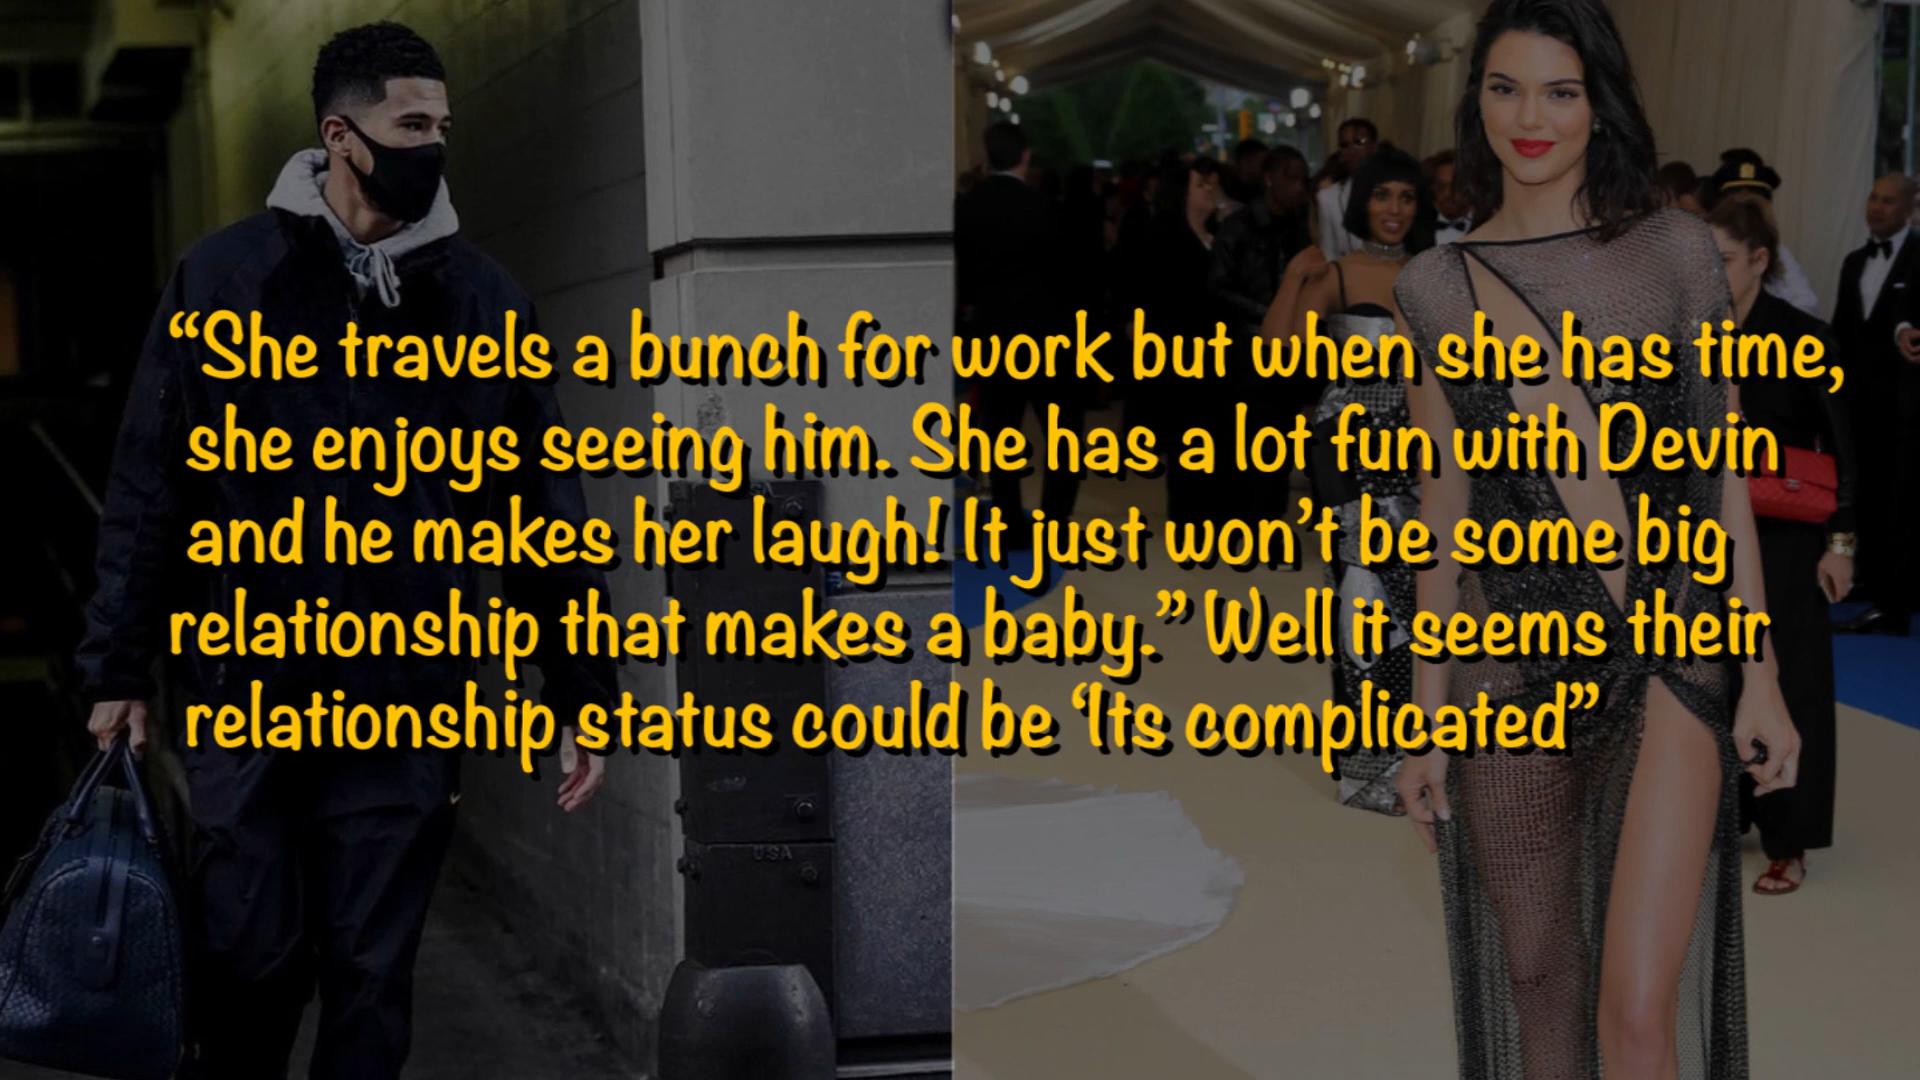 “She travels a bunch for work but when she has time,
she enjoys seeing him. She has a lot fun with Devin
and he makes her laugh! It just won’t be some big
relationship that makes a baby.” Well it seems their
relationship status could be ‘Its complicated”
USA